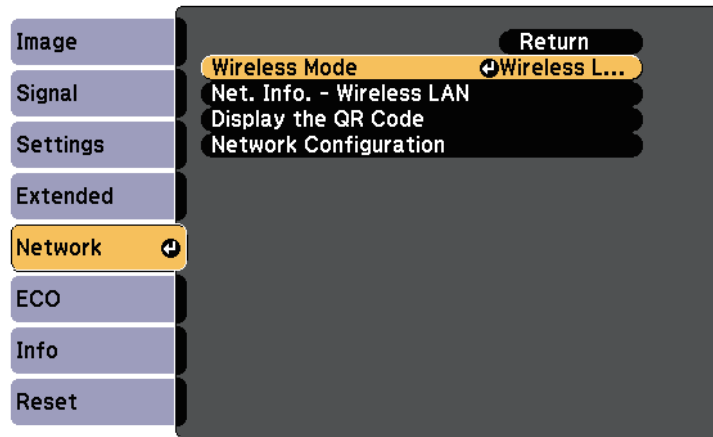 Image
Signal
Settings
Extended
Network
ECO
Info
Reset
Return
Wireless Mode Wireless L...
Net. Info. - Wireless LAN
Display the QR Code
Network Configuration